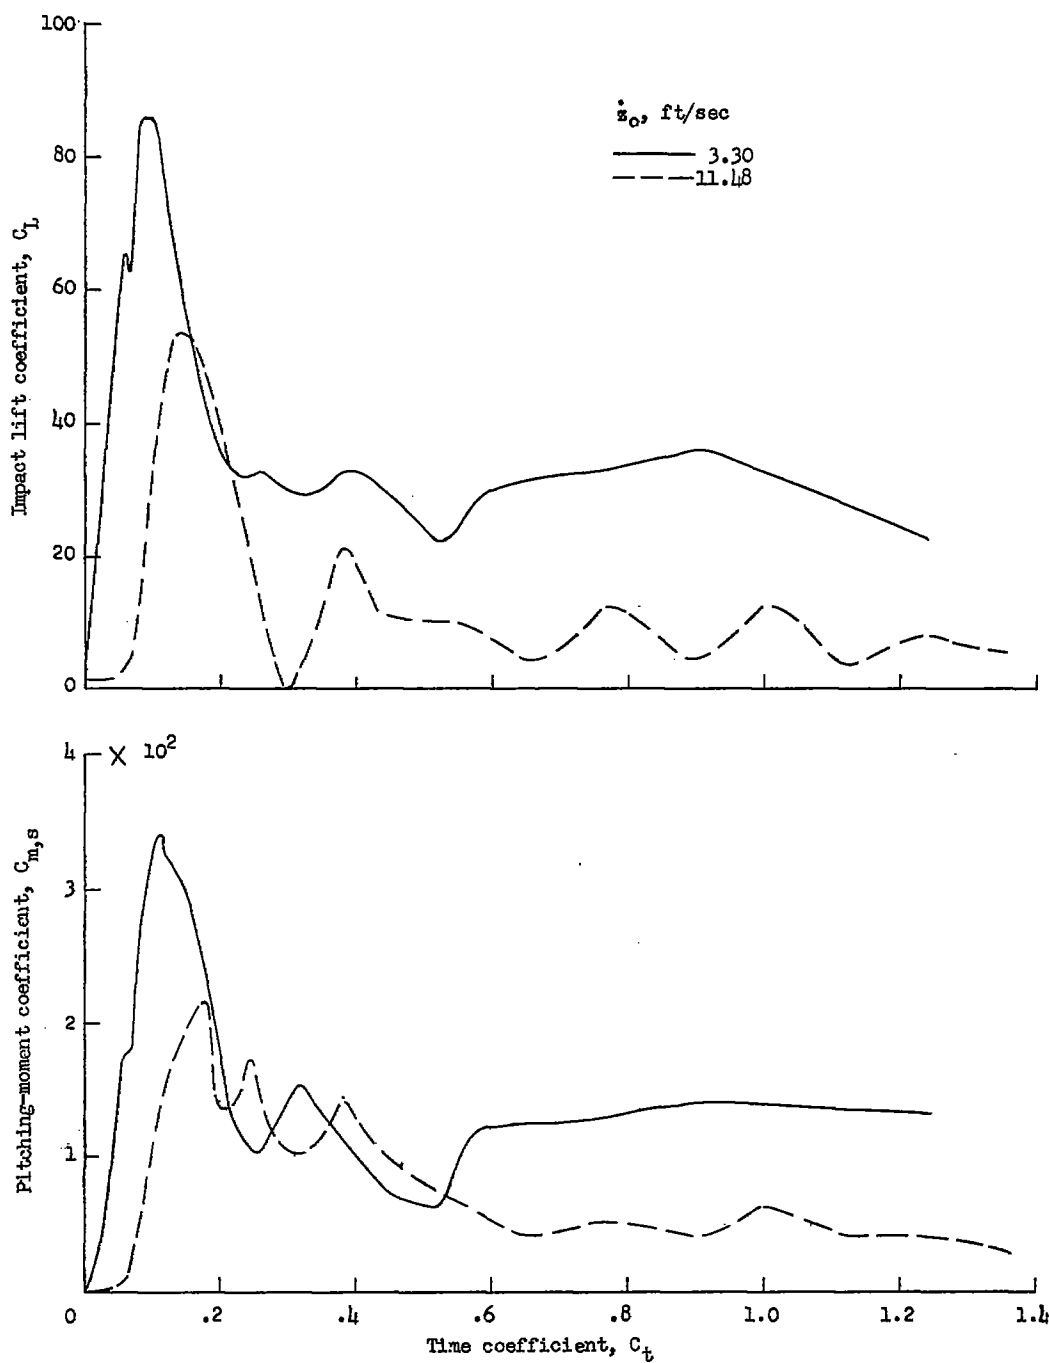 100
80
60
40
20
0
Impact lift coefficient, C_L
ż_o, ft/sec
3.30
11.48
4 × 10²
3
2
1
0
Pitching-moment coefficient, C_m,s
.2 .4 .6 .8 1.0 1.2 1.4
Time coefficient, C_t